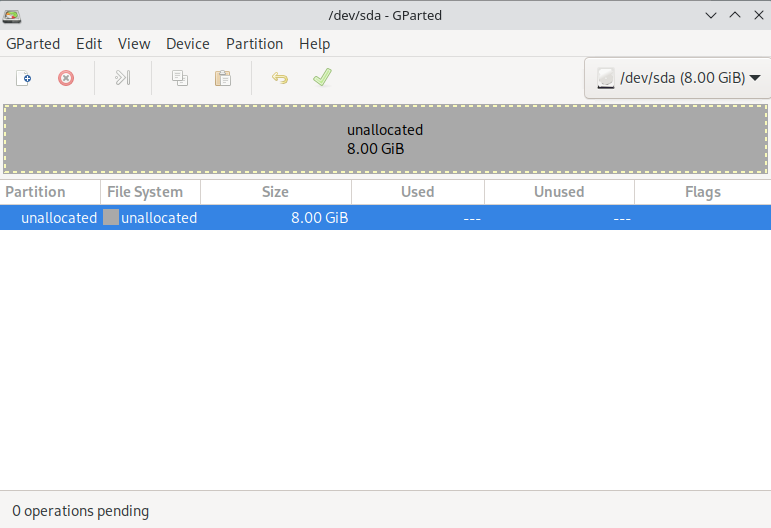 /dev/sda - GParted
GParted Edit View Device Partition Help
/dev/sda (8.00 GiB)
unallocated
8.00 GiB
Partition File System Size Used Unused Flags
unallocated unallocated 8.00 GiB --- ---
0 operations pending